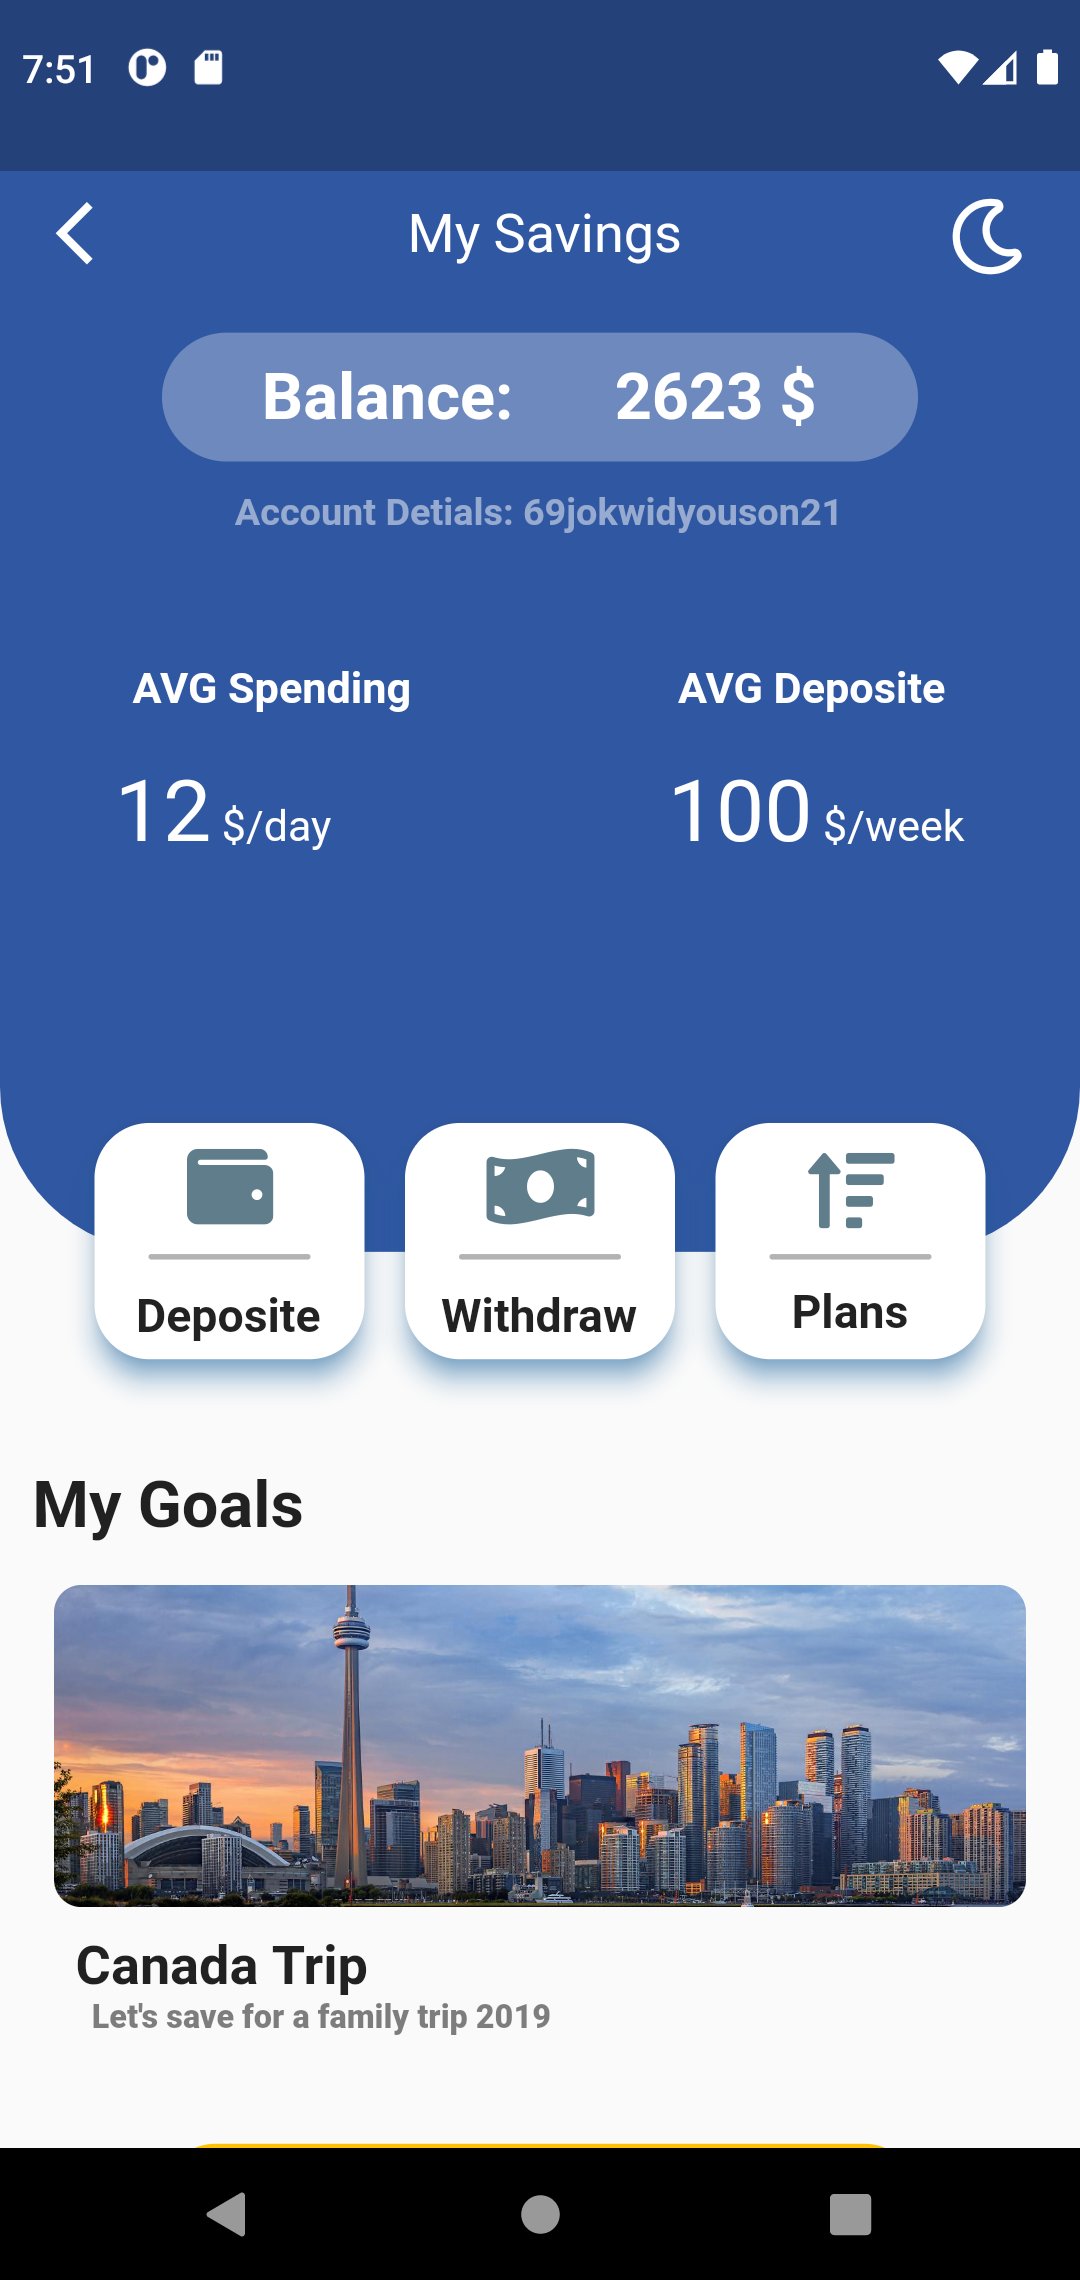 7:51
My Savings
Balance: 2623 $
Account Detials: 69jokwidyouson21
AVG Spending AVG Deposite
12 $/day 100 $/week
Deposite Withdraw Plans
My Goals
Canada Trip
Let's save for a family trip 2019